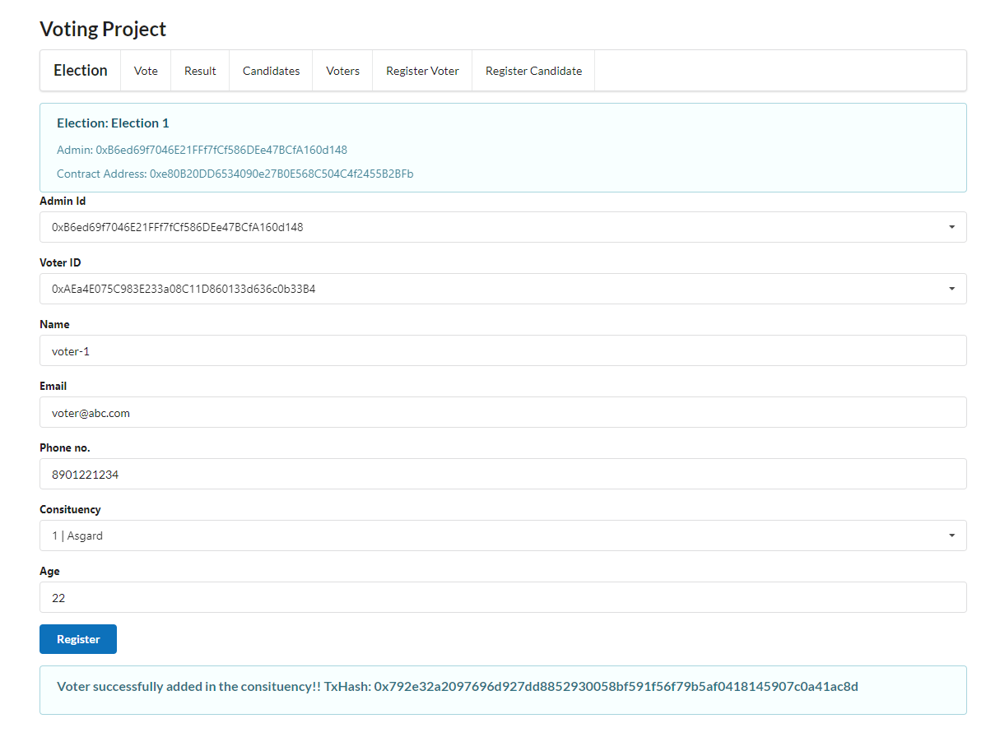 Voting Project
Election Vote Result Candidates Voters Register Voter Register Candidate
Election: Election 1
Admin: 0xB6ed69f7046E21FFf7fCf586DEe47BCfA160d148
Contract Address: 0xe80B20DD6534090e27B0E568C504C4f2455B2BFb
Admin Id
0xB6ed69f7046E21FFf7fCf586DEe47BCfA160d148
Voter ID
0xAEa4E075C983E233a08C11D860133d636c0b33B4
Name
voter-1
Email
voter@abc.com
Phone no.
8901221234
Consituency
1 | Asgard
Age
22
Register
Voter successfully added in the consituency!! TxHash: 0x792e32a2097696d927dd8852930058bf591f56f79b5af0418145907c0a41ac8d